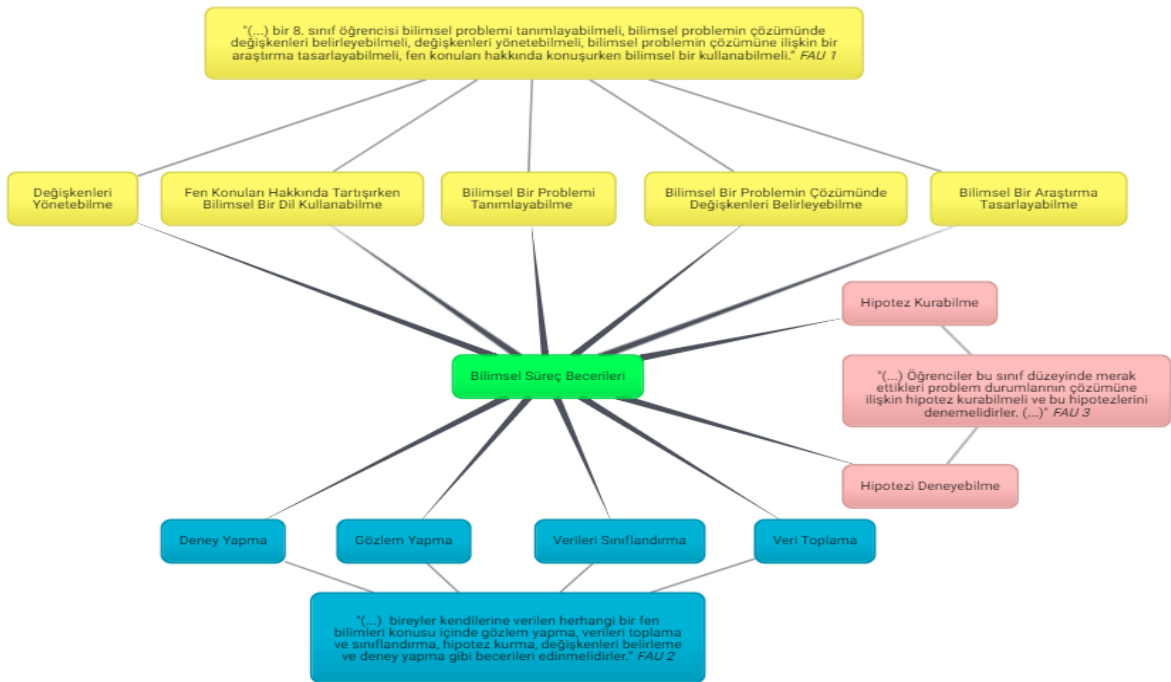 "(...) bir 8. sınıf öğrencisi bilimsel problemi tanımlayabilmeli, bilimsel problemin çözümünde
değişkenleri belirleyebilmeli, değişkenleri yönetebilmeli, bilimsel problemin çözümüne ilişkin bir
araştırma tasarlayabilmeli, fen konuları hakkında konuşurken bilimsel bir kullanabilmeli." FAU 1
Değişkenleri
Yönetebilme
Fen Konuları Hakkında Tartışırken
Bilimsel Bir Dil Kullanabilme
Bilimsel Bir Problemi
Tanımlayabilme
Bilimsel Bir Problemin Çözümünde
Değişkenleri Belirleyebilme
Bilimsel Bir Araştırma
Tasarlayabilme
Hipotez Kurabilme
Bilimsel Süreç Becerileri
"(...) Öğrenciler bu sınıf düzeyinde merak
ettikleri problem durumlarının çözümüne
ilişkin hipotez kurabilmeli ve bu hipotezlerini
denemelidirler. (...)" FAU 3
Hipotezi Deneyebilme
Deney Yapma
Gözlem Yapma
Verileri Sınıflandırma
Veri Toplama
"(...) bireyler kendilerine verilen herhangi bir fen
bilimleri konusu içinde gözlem yapma, verileri toplama
ve sınıflandırma, hipotez kurma, değişkenleri belirleme
ve deney yapma gibi becerileri edinmelidirler." FAU 2